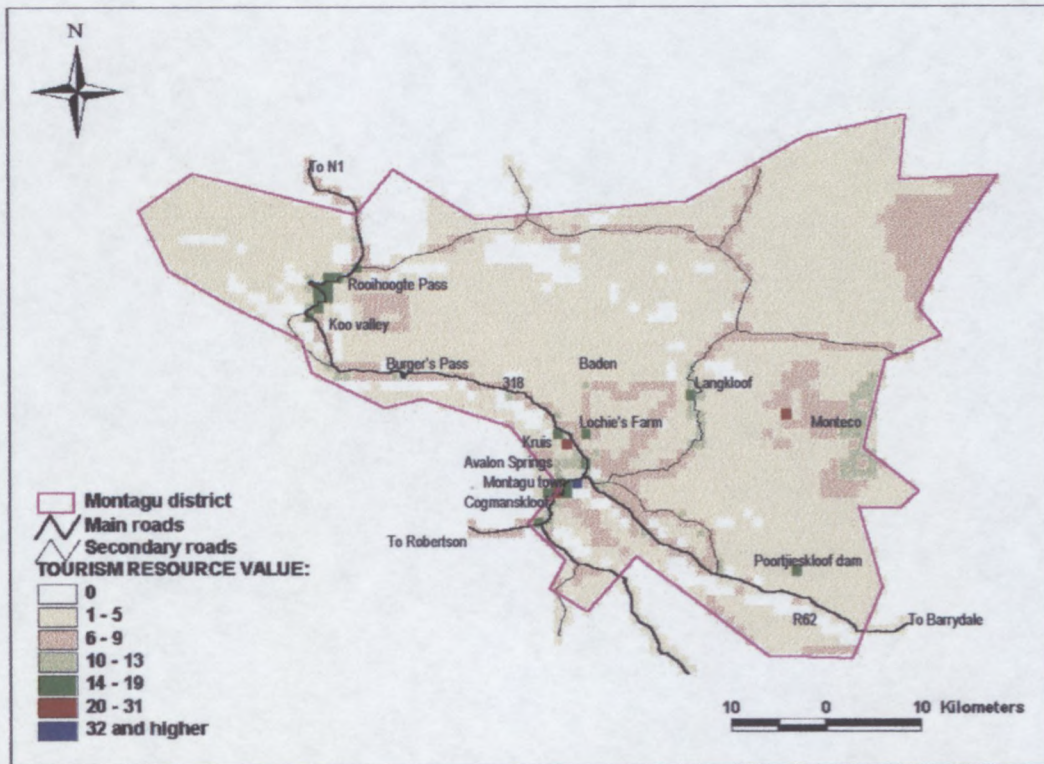 N
To N1
Rooihoogte Pass
Koo valley
Burger's Pass
Baden
318
Langkloof
Lochie's Farm
Monteco
Kruis
Avalon Springs
Montagu town
Cogmanskloof
To Robertson
Poortjieskloof dam
R62
To Barrydale
Montagu district
Main roads
Secondary roads
TOURISM RESOURCE VALUE:
0
1 - 5
6 - 9
10 - 13
14 - 19
20 - 31
32 and higher
10 0 10 Kilometers